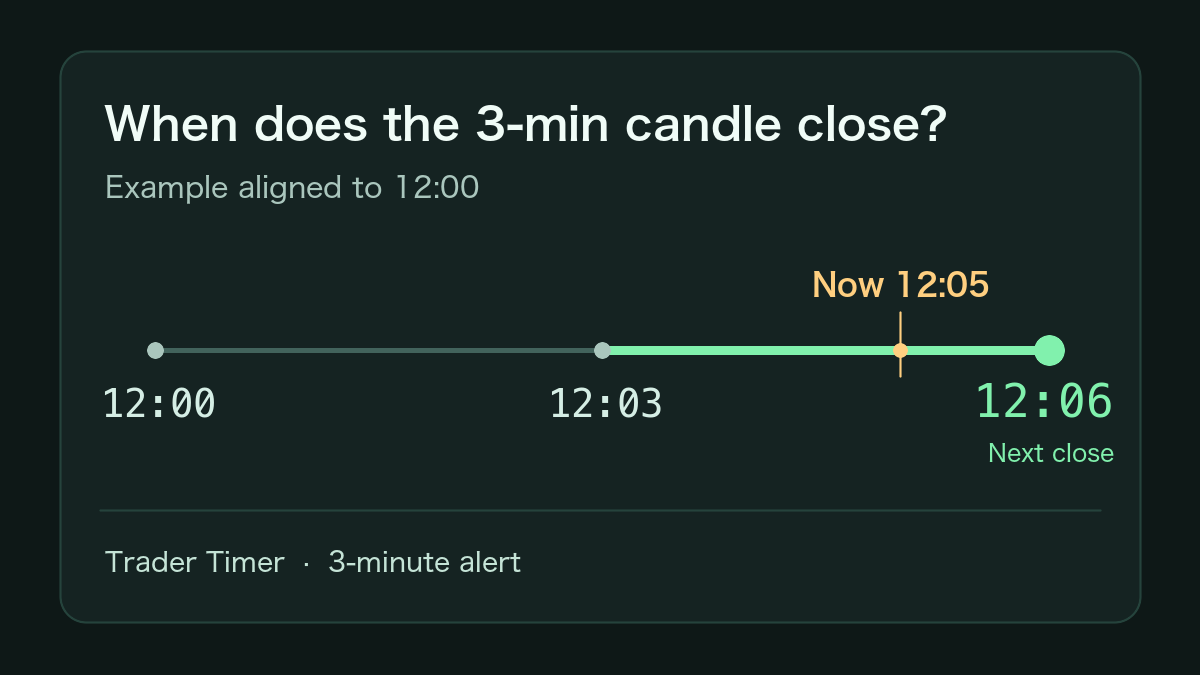 When does the 3-min candle close?
Example aligned to 12:00
Now 12:05
12:00 12:03 12:06
Next close
Trader Timer · 3-minute alert